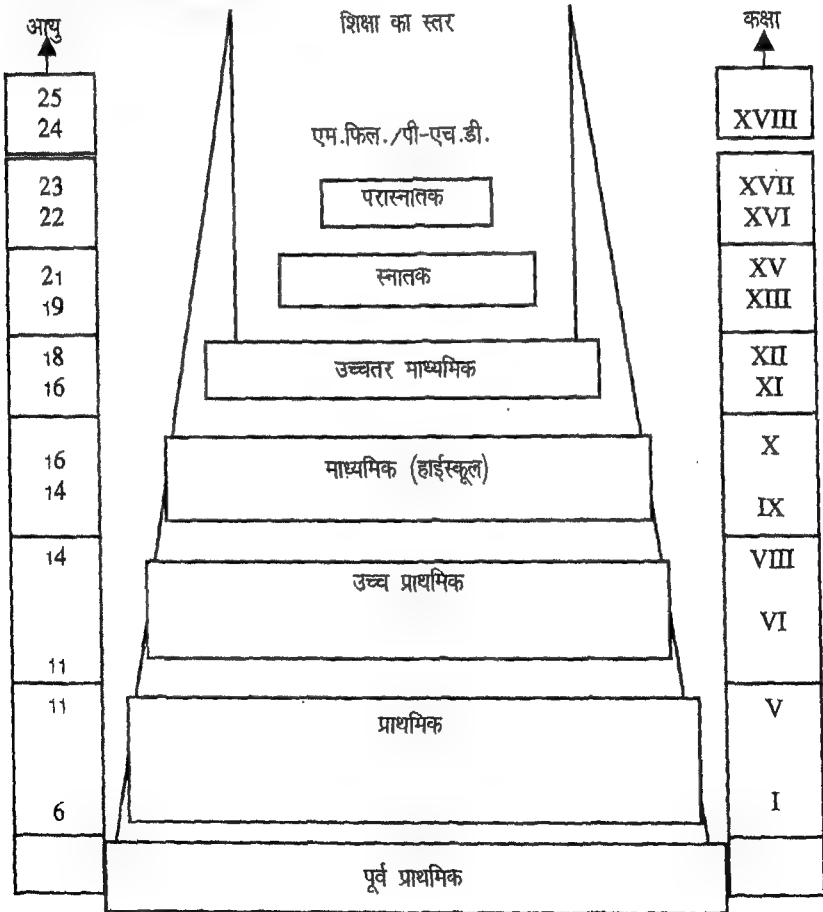 आयु
शिक्षा का स्तर
कक्षा
25
24
एम.फिल./पी-एच.डी.
XVIII
23
22
परास्नातक
XVII
XVI
21
19
स्नातक
XV
XIII
18
16
उच्चतर माध्यमिक
XII
XI
16
14
माध्यमिक (हाईस्कूल)
X
IX
14
11
उच्च प्राथमिक
VIII
VI
11
6
प्राथमिक
V
I
पूर्व प्राथमिक